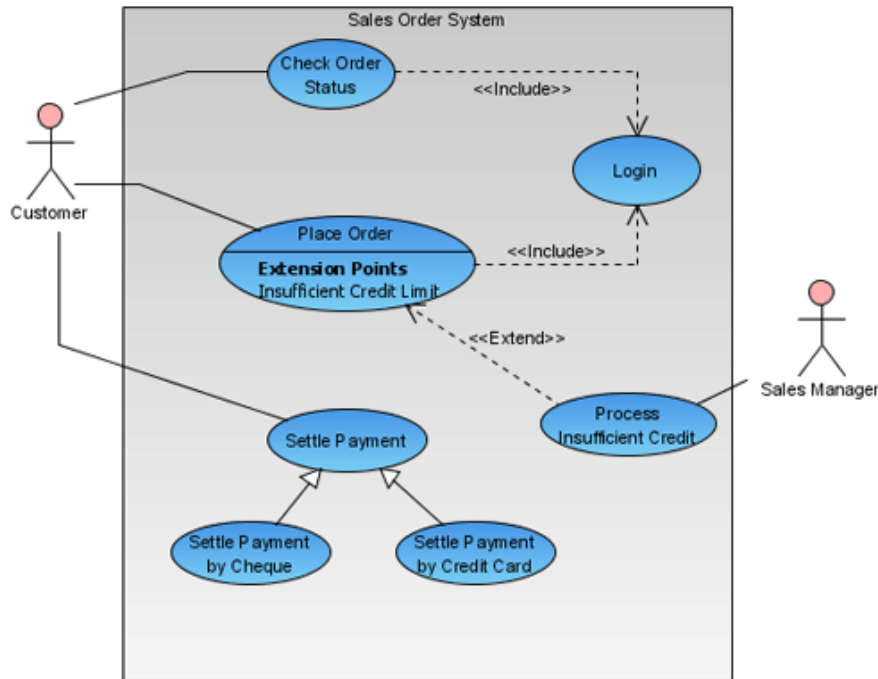 Sales Order System
Check Order
Status
<<Include>>
Login
Customer
Place Order
<<Include>>
Extension Points
Insufficient Credit Limit
<<Extend>>
Sales Manager
Process
Insufficient Credit
Settle Payment
Settle Payment
by Cheque
Settle Payment
by Credit Card